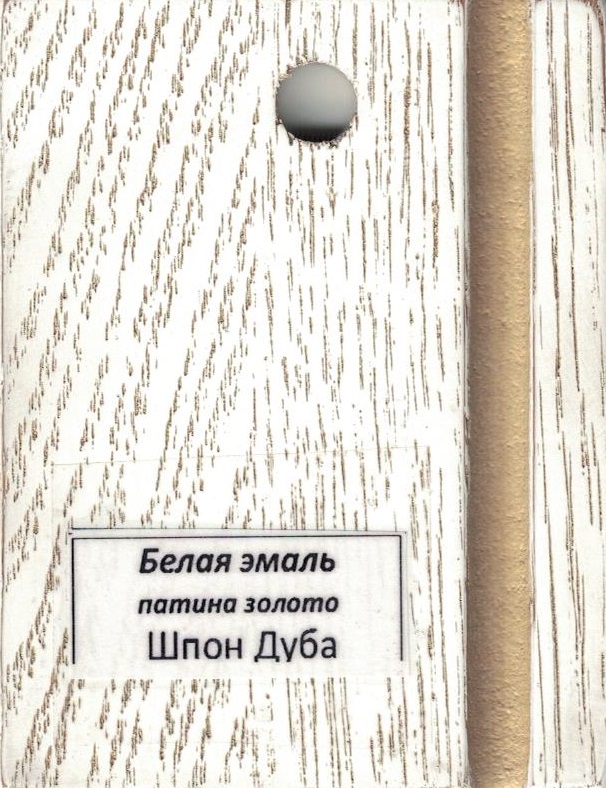 Белая эмаль
патина золото
Шпон Дуба